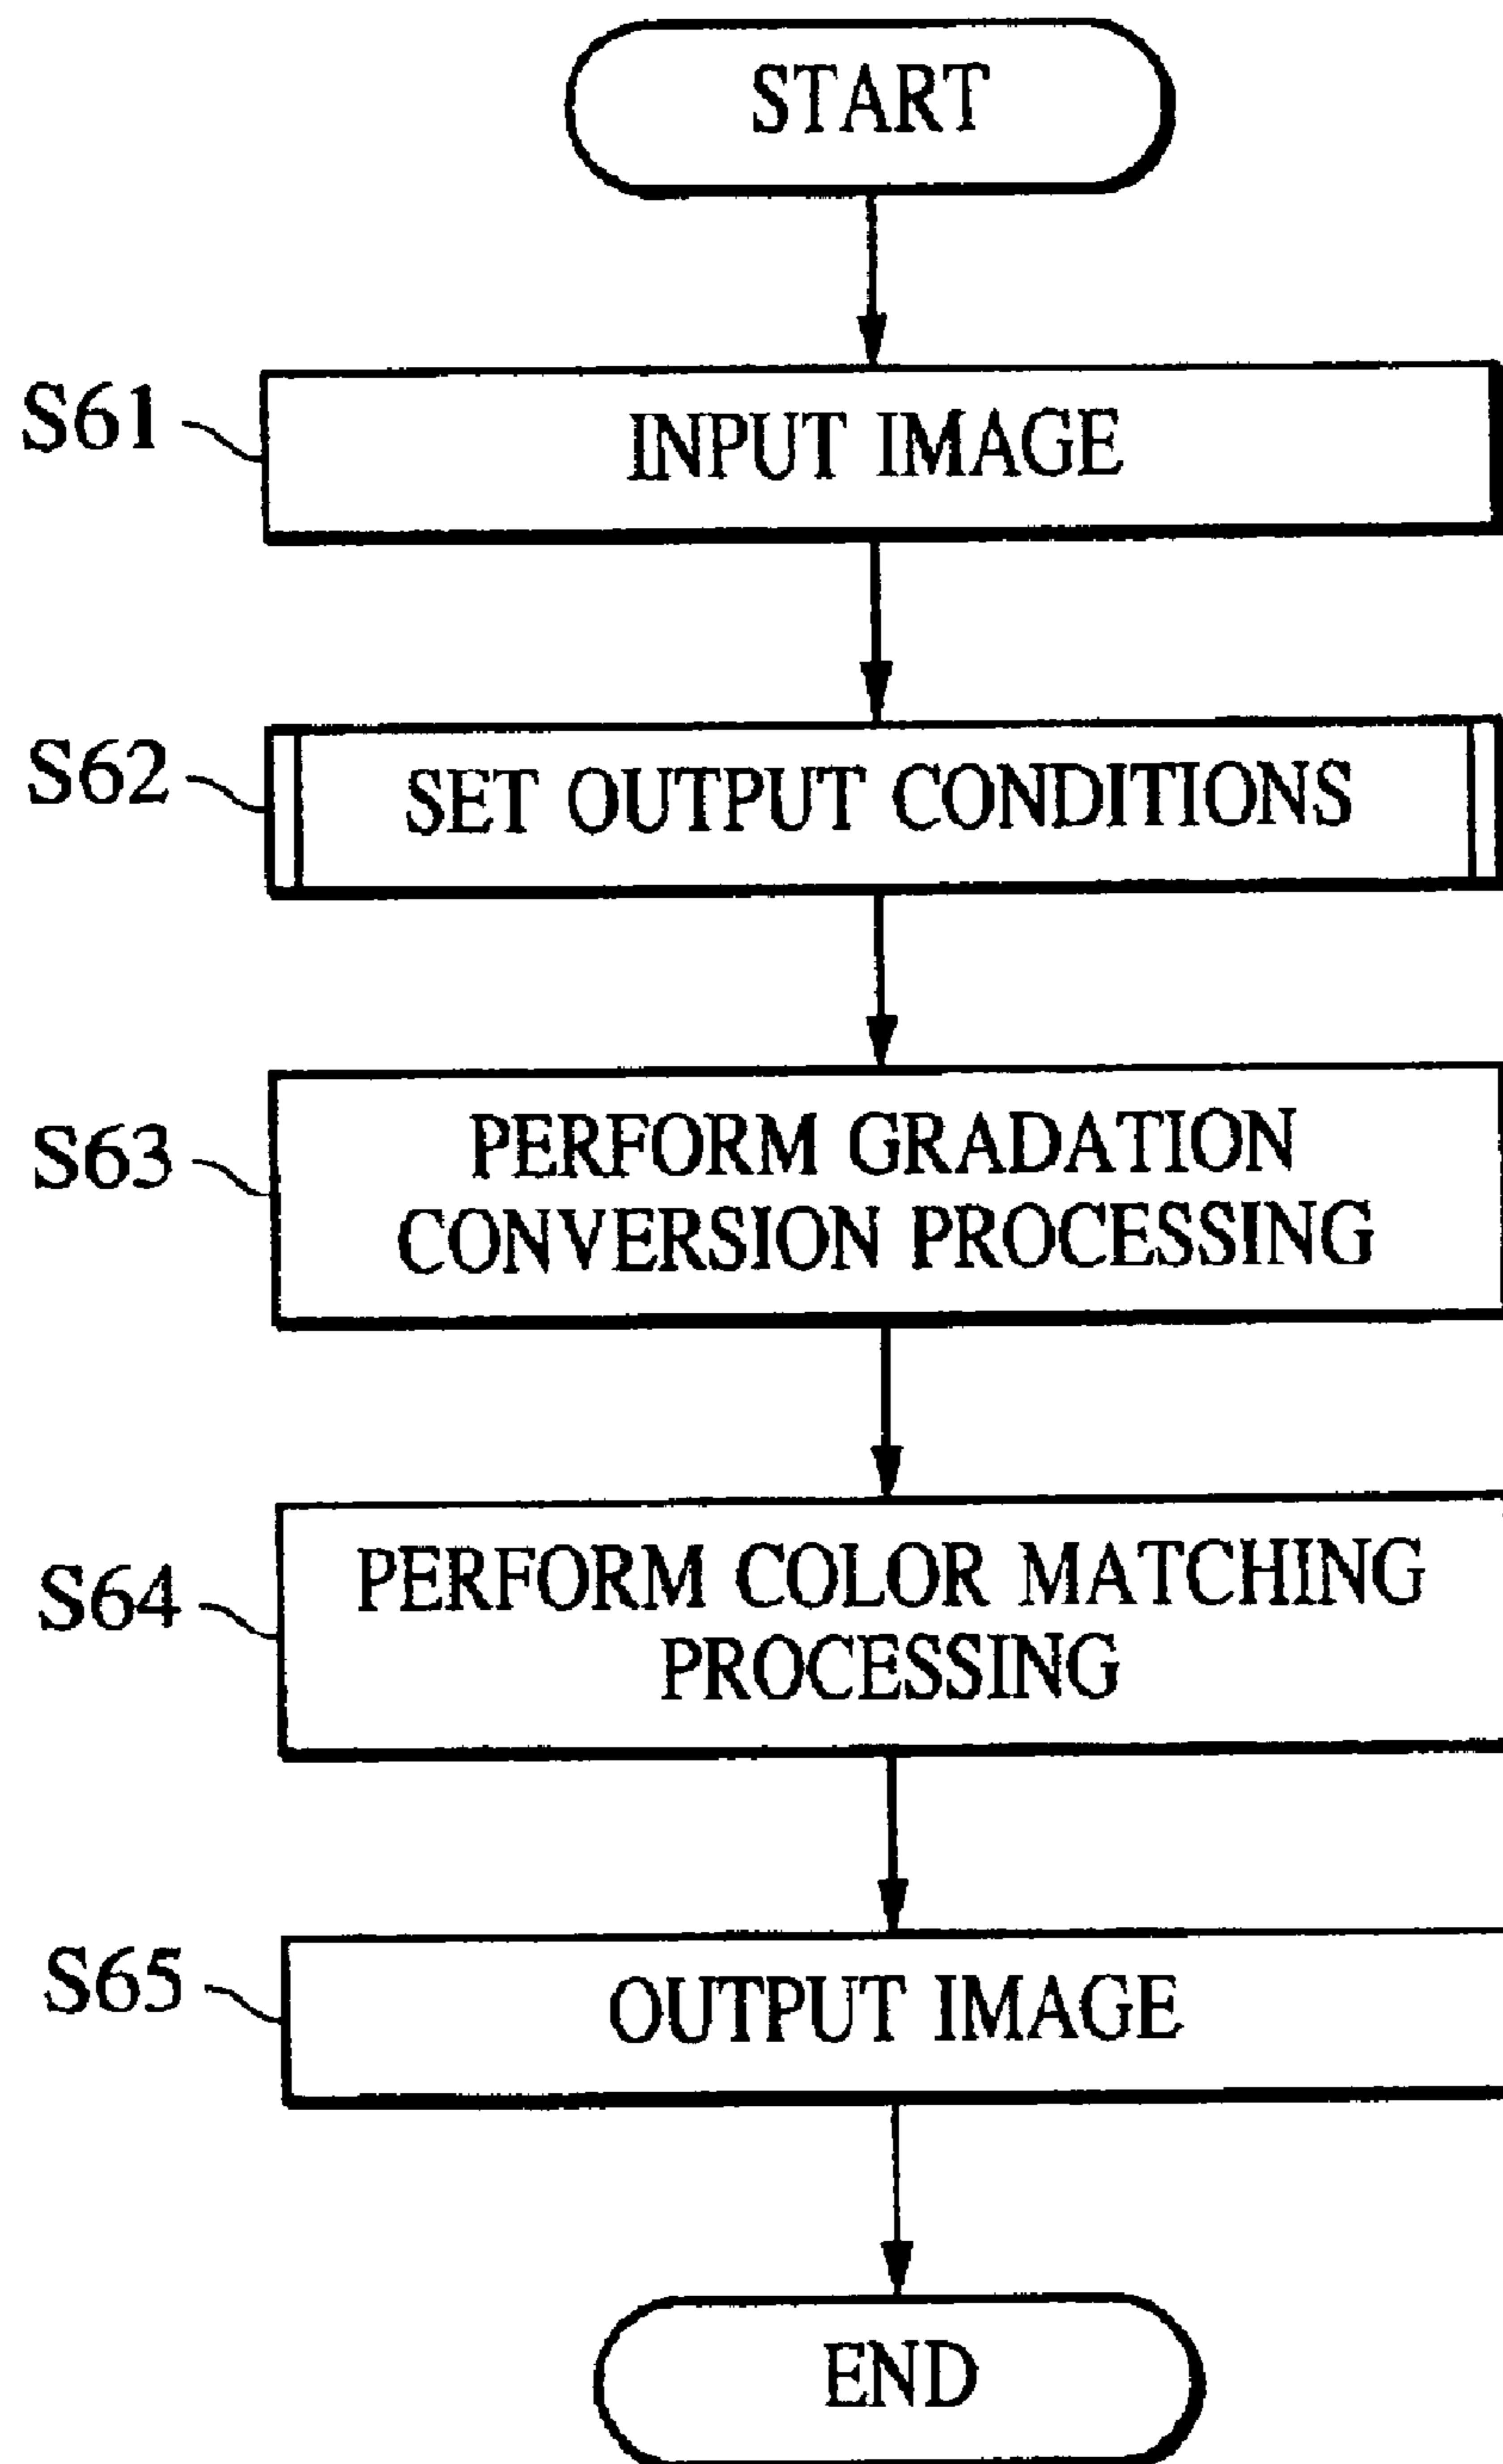 START
S61
INPUT IMAGE
S62
SET OUTPUT CONDITIONS
S63
PERFORM GRADATION
CONVERSION PROCESSING
S64
PERFORM COLOR MATCHING
PROCESSING
S65
OUTPUT IMAGE
END